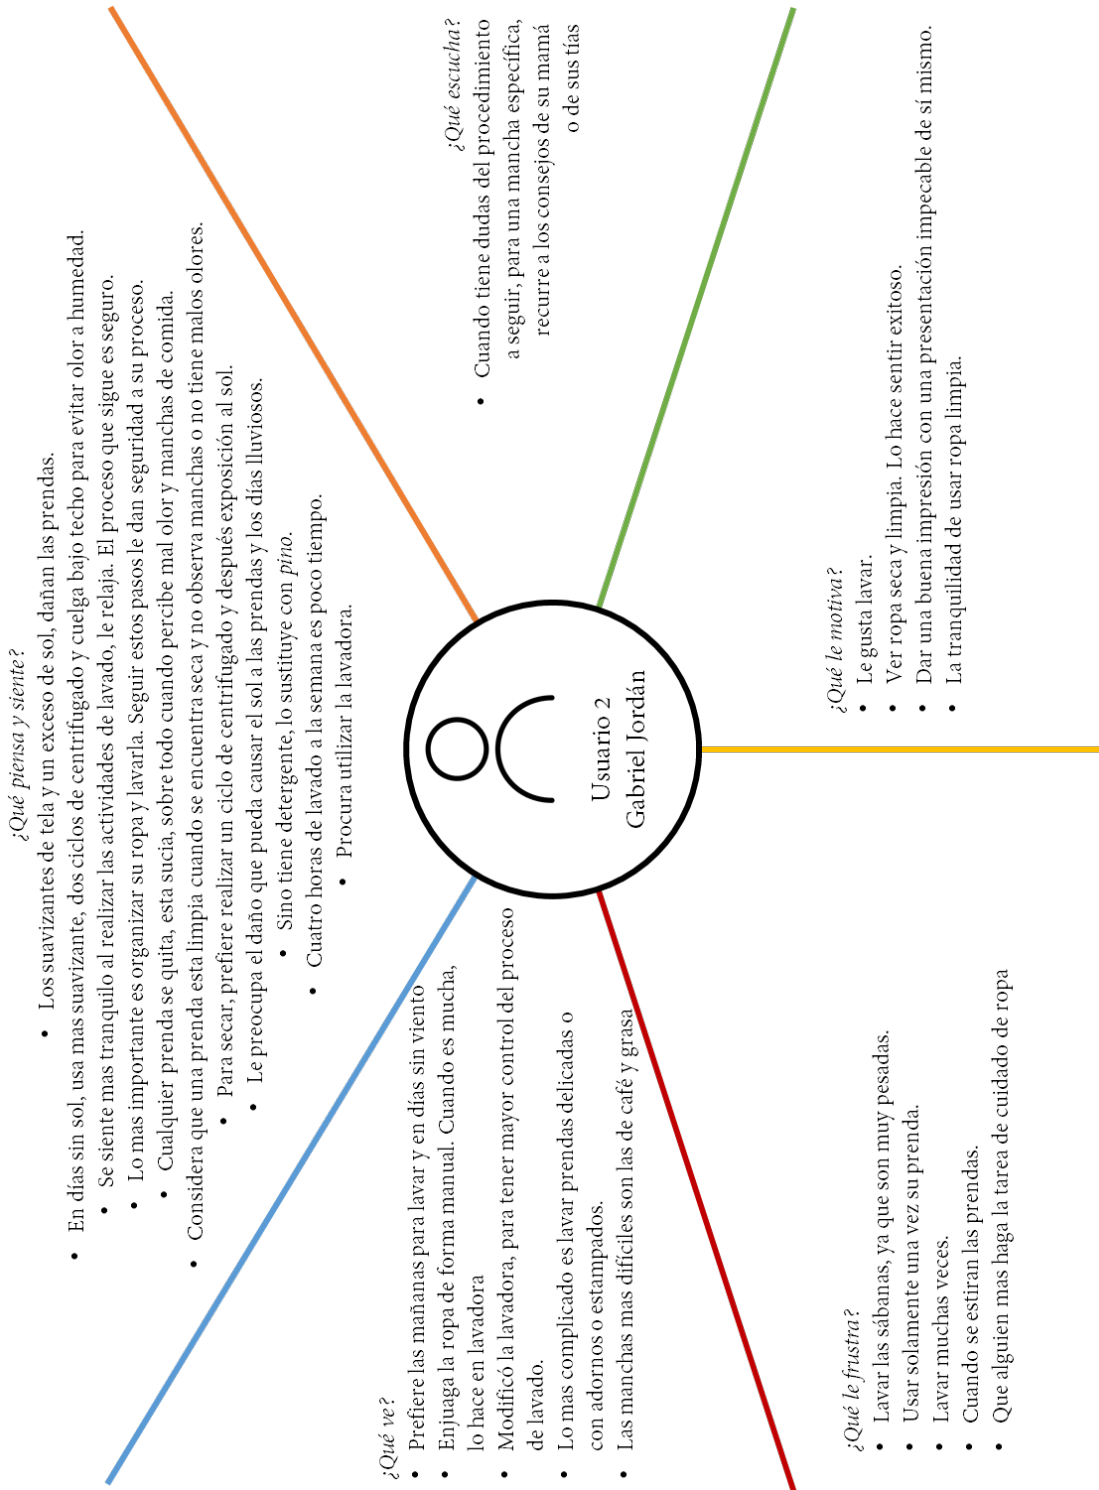 ¿Qué piensa y siente?
• Los suavizantes de tela y un exceso de sol, dañan las prendas.
• En días sin sol, usa mas suavizante, dos ciclos de centrifugado y cuelga bajo techo para evitar olor a humedad.
• Se siente mas tranquilo al realizar las actividades de lavado, le relaja. El proceso que sigue es seguro.
• Lo mas importante es organizar su ropa y lavarla. Seguir estos pasos le dan seguridad a su proceso.
• Cualquier prenda se quita, esta sucia, sobre todo cuando percibe mal olor y manchas de comida.
• Considera que una prenda esta limpia cuando se encuentra seca y no observa manchas o no tiene malos olores.
• Para secar, prefiere realizar un ciclo de centrifugado y después exposición al sol.
• Le preocupa el daño que pueda causar el sol a las prendas y los días lluviosos.
• Sino tiene detergente, lo sustituye con pino.
• Cuatro horas de lavado a la semana es poco tiempo.
• Procura utilizar la lavadora.
¿Qué ve?
• Prefiere las mañanas para lavar y en días sin viento
• Enjuaga la ropa de forma manual. Cuando es mucha,
lo hace en lavadora
• Modificó la lavadora, para tener mayor control del proceso
de lavado.
• Lo mas complicado es lavar prendas delicadas o
con adornos o estampados.
• Las manchas mas difíciles son las de café y grasa
Usuario 2
Gabriel Jordán
¿Qué escucha?
• Cuando tiene dudas del procedimiento
a seguir, para una mancha específica,
recurre a los consejos de su mamá
o de sus tías
¿Qué le frustra?
• Lavar las sábanas, ya que son muy pesadas.
• Usar solamente una vez su prenda.
• Lavar muchas veces.
• Cuando se estiran las prendas.
• Que alguien mas haga la tarea de cuidado de ropa
¿Qué le motiva?
• Le gusta lavar.
• Ver ropa seca y limpia. Lo hace sentir exitoso.
• Dar una buena impresión con una presentación impecable de sí mismo.
• La tranquilidad de usar ropa limpia.